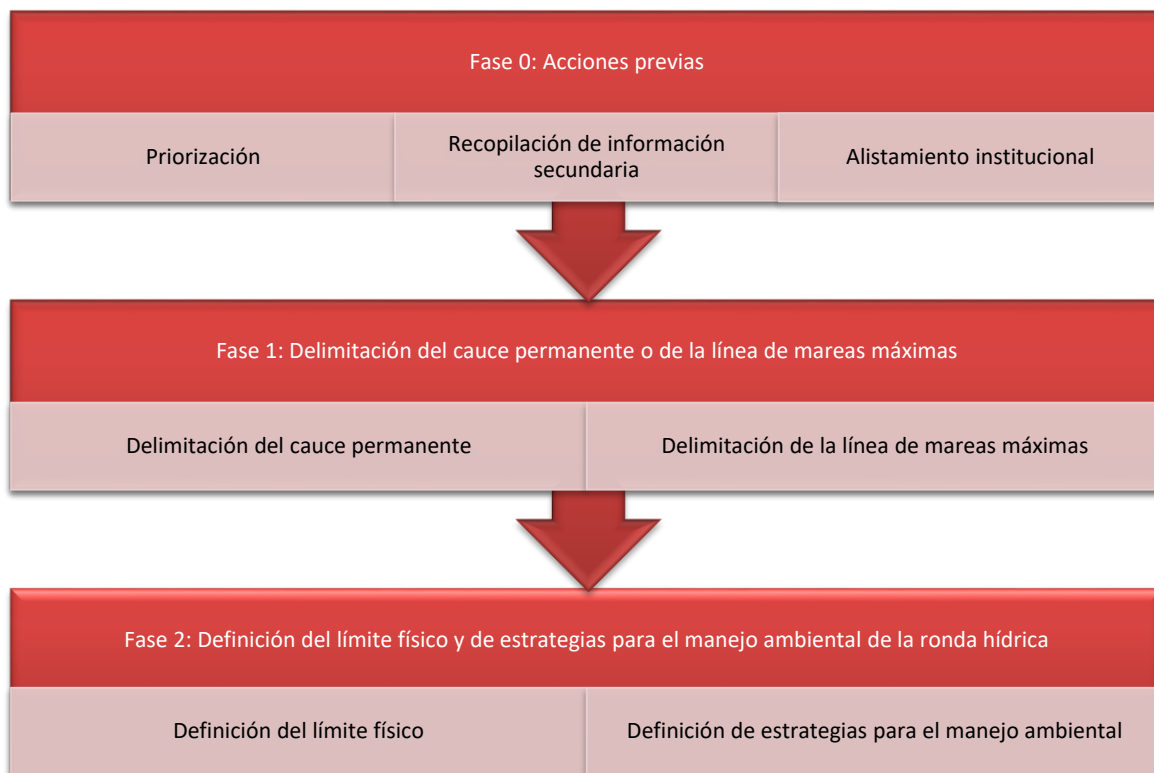 Fase 0: Acciones previas
Priorización
Recopilación de información
secundaria
Alistamiento institucional
Fase 1: Delimitación del cauce permanente o de la línea de mareas máximas
Delimitación del cauce permanente
Delimitación de la línea de mareas máximas
Fase 2: Definición del límite físico y de estrategias para el manejo ambiental de la ronda hídrica
Definición del límite físico
Definición de estrategias para el manejo ambiental